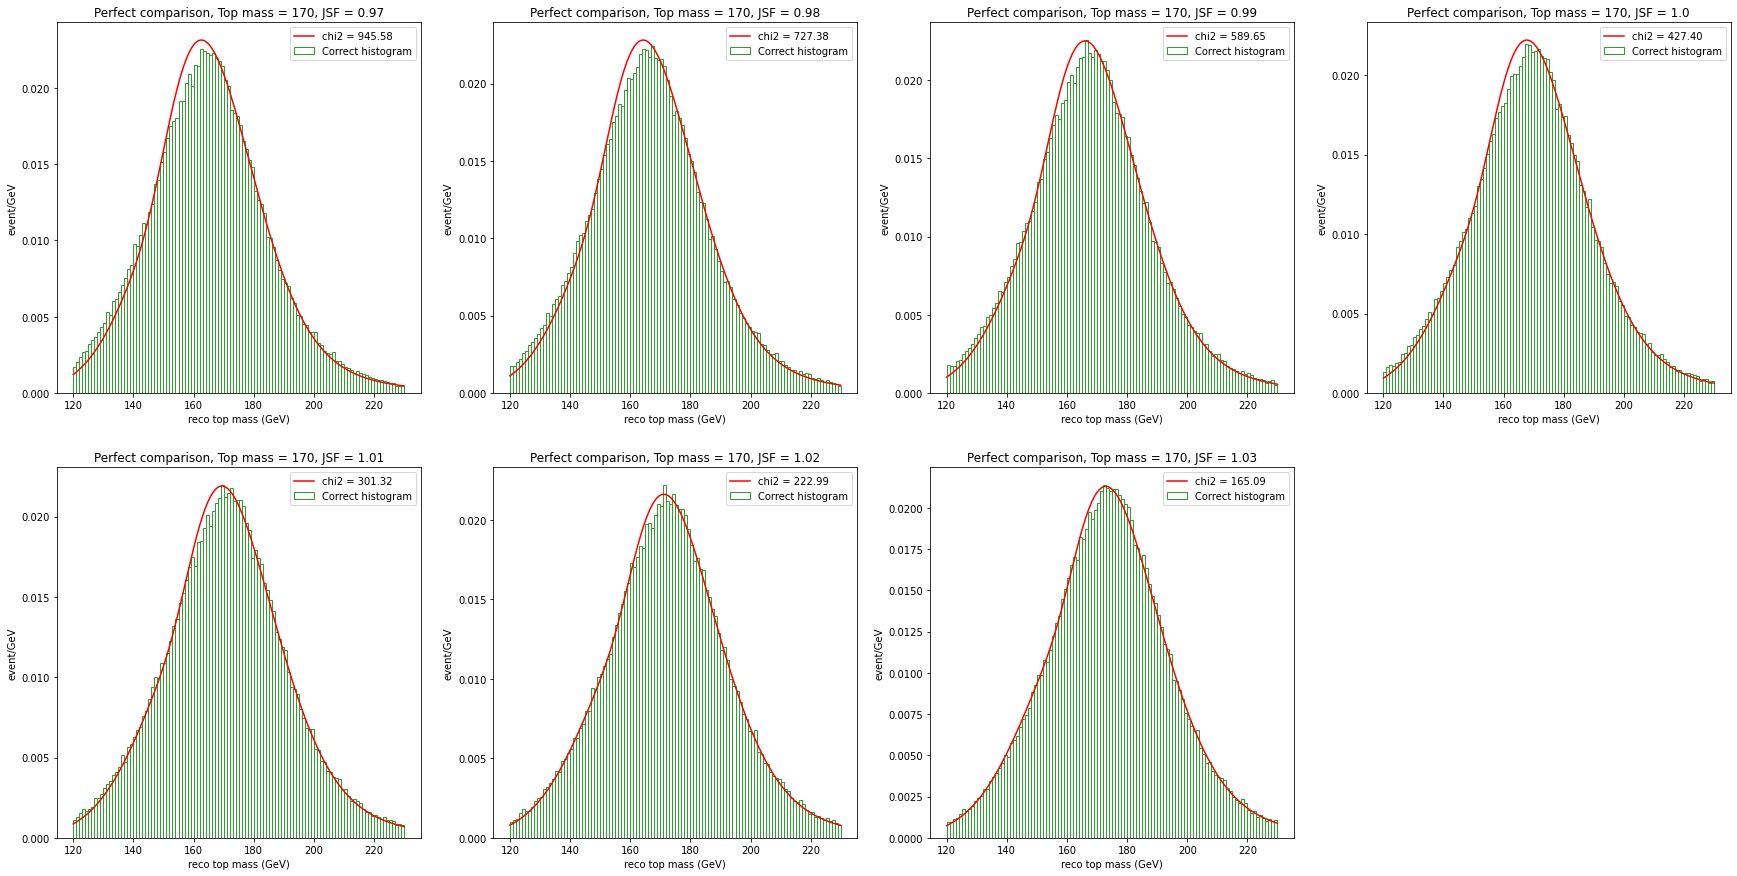 Perfect comparison, Top mass = 170, JSF = 0.97
chi2 = 945.58
Correct histogram
event/GeV
0.020
0.015
0.010
0.005
0.000
120 140 160 180 200 220
reco top mass (GeV)
Perfect comparison, Top mass = 170, JSF = 0.98
chi2 = 727.38
Correct histogram
event/GeV
0.020
0.015
0.010
0.005
0.000
120 140 160 180 200 220
reco top mass (GeV)
Perfect comparison, Top mass = 170, JSF = 0.99
chi2 = 589.65
Correct histogram
event/GeV
0.020
0.015
0.010
0.005
0.000
120 140 160 180 200 220
reco top mass (GeV)
Perfect comparison, Top mass = 170, JSF = 1.0
chi2 = 427.40
Correct histogram
event/GeV
0.020
0.015
0.010
0.005
0.000
120 140 160 180 200 220
reco top mass (GeV)
Perfect comparison, Top mass = 170, JSF = 1.01
chi2 = 301.32
Correct histogram
event/GeV
0.020
0.015
0.010
0.005
0.000
120 140 160 180 200 220
reco top mass (GeV)
Perfect comparison, Top mass = 170, JSF = 1.02
chi2 = 222.99
Correct histogram
event/GeV
0.020
0.015
0.010
0.005
0.000
120 140 160 180 200 220
reco top mass (GeV)
Perfect comparison, Top mass = 170, JSF = 1.03
chi2 = 165.09
Correct histogram
event/GeV
0.0200
0.0175
0.0150
0.0125
0.0100
0.0075
0.0050
0.0025
0.0000
120 140 160 180 200 220
reco top mass (GeV)